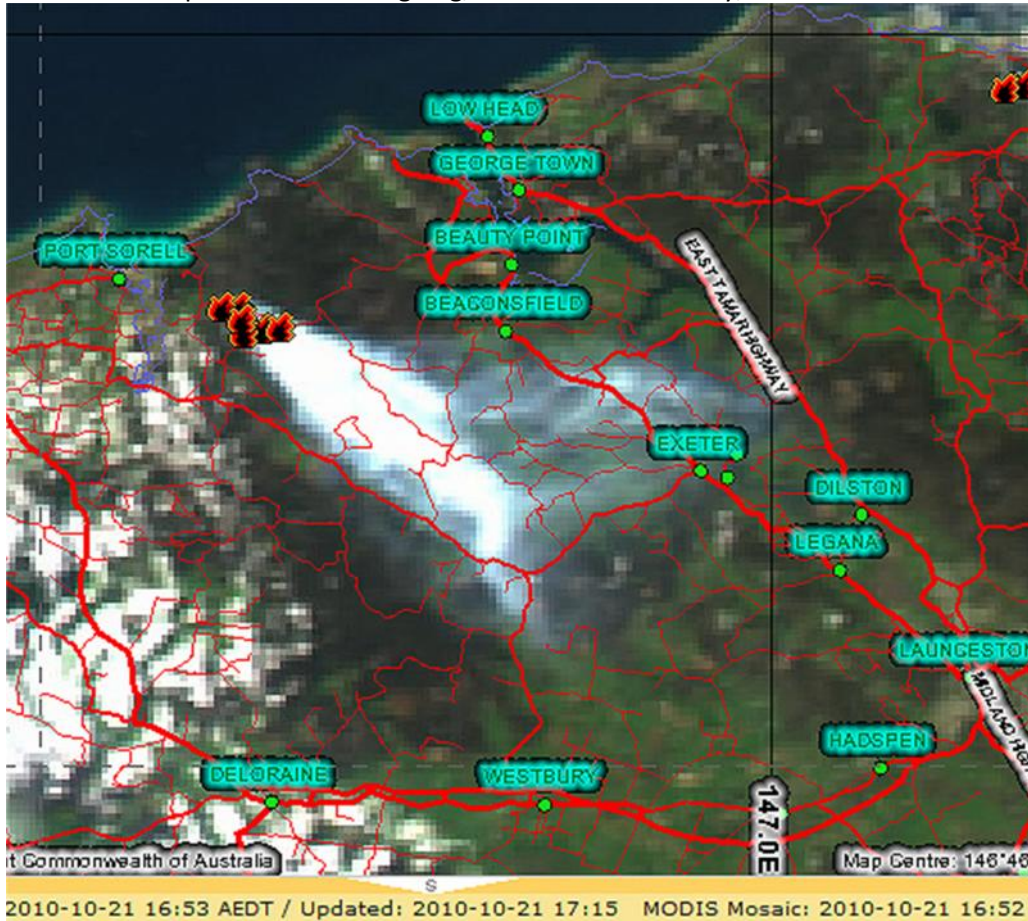 LOW HEAD
GEORGE TOWN
PORT SORELL
BEAUTY POINT
EAST TAMAR HIGHWAY
BEACONSFIELD
EXETER
DILSTON
LEGANA
LAUNCESTON
MIDLAND
HADSPEN
DELORAINE
WESTBURY
147.0E
t Commonwealth of Australia
Map Centre: 146°46
S
2010-10-21 16:53 AEDT / Updated: 2010-10-21 17:15 MODIS Mosaic: 2010-10-21 16:52